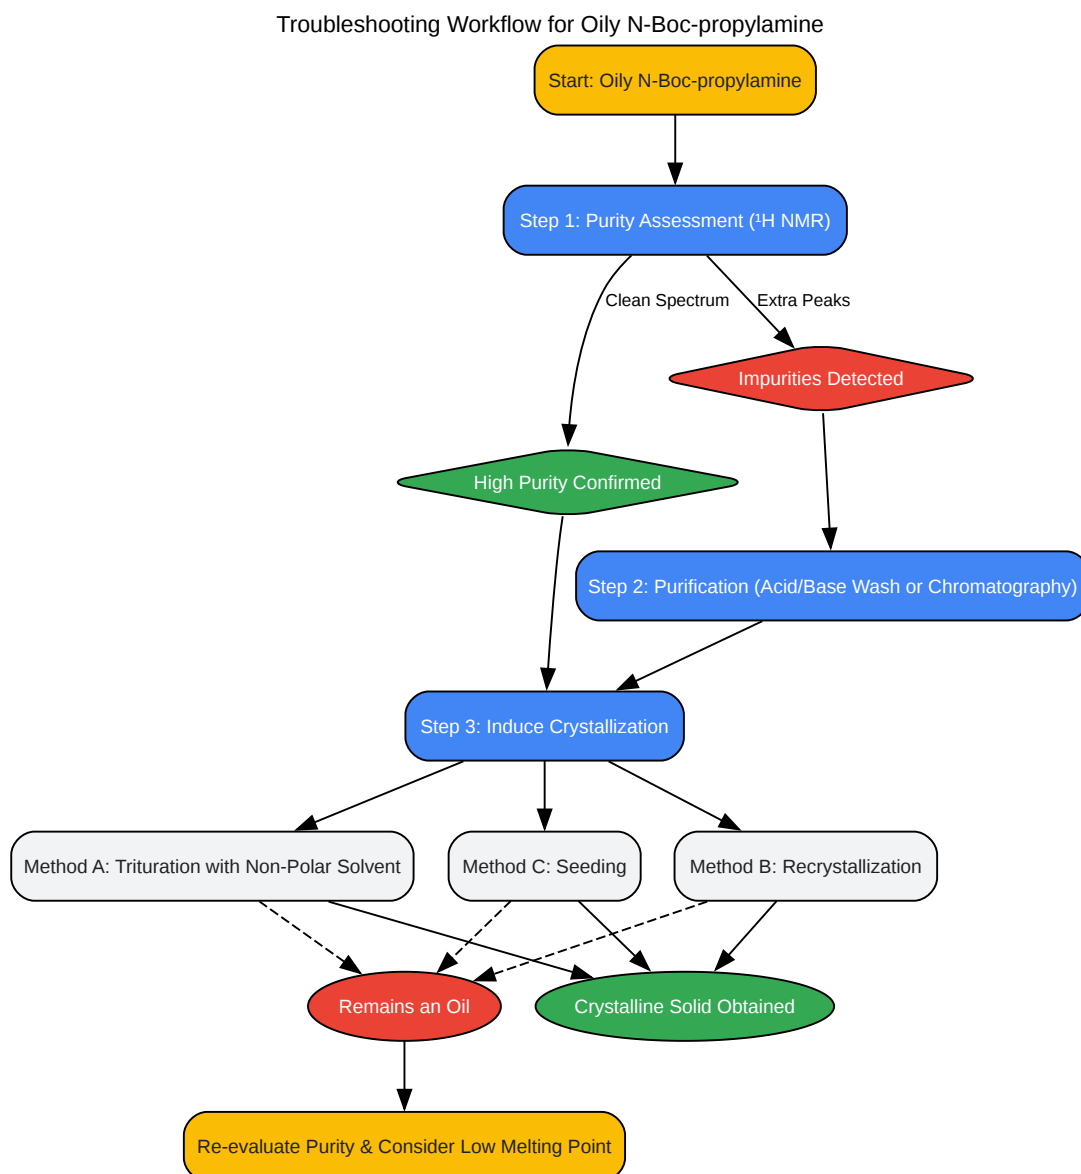 Troubleshooting Workflow for Oily N-Boc-propylamine
Start: Oily N-Boc-propylamine
Step 1: Purity Assessment (¹H NMR)
Clean Spectrum
Extra Peaks
Impurities Detected
High Purity Confirmed
Step 2: Purification (Acid/Base Wash or Chromatography)
Step 3: Induce Crystallization
Method A: Trituration with Non-Polar Solvent
Method C: Seeding
Method B: Recrystallization
Remains an Oil
Crystalline Solid Obtained
Re-evaluate Purity & Consider Low Melting Point